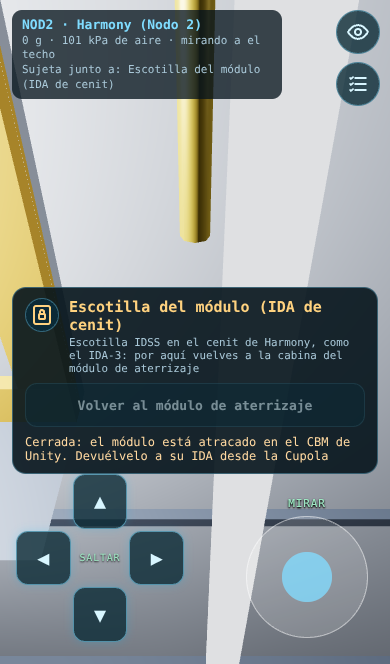 NOD2 · Harmony (Nodo 2)
0 g · 101 kPa de aire · mirando a el
techo
Sujeta junto a: Escotilla del módulo
(IDA de cenit)
Escotilla del módulo (IDA de
cenit)
Escotilla IDSS en el cenit de Harmony, como
el IDA-3: por aquí vuelves a la cabina del
módulo de aterrizaje
Volver al módulo de aterrizaje
Cerrada: el módulo está atracado en el CBM de
Unity. Devuélvelo a su IDA desde la Cupola
MIRAR
SALTAR